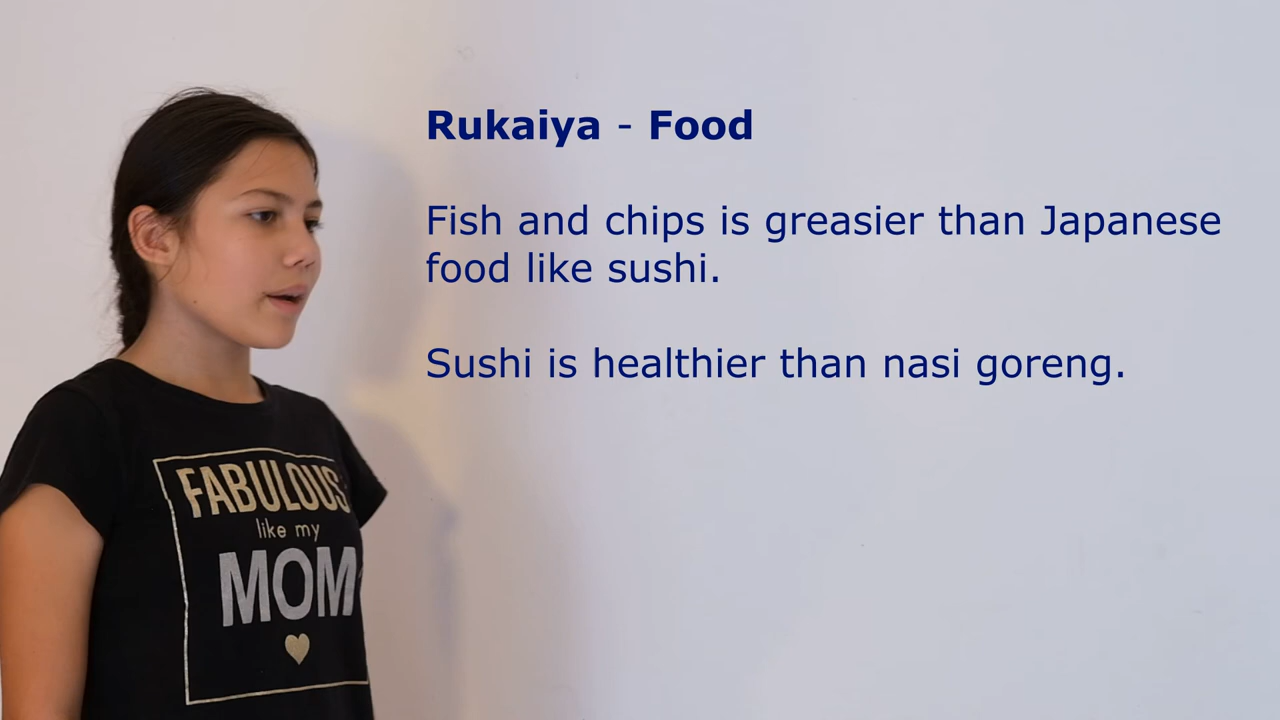 Rukaiya - Food
Fish and chips is greasier than Japanese
food like sushi.
Sushi is healthier than nasi goreng.
FABULOUS
like my
MOM